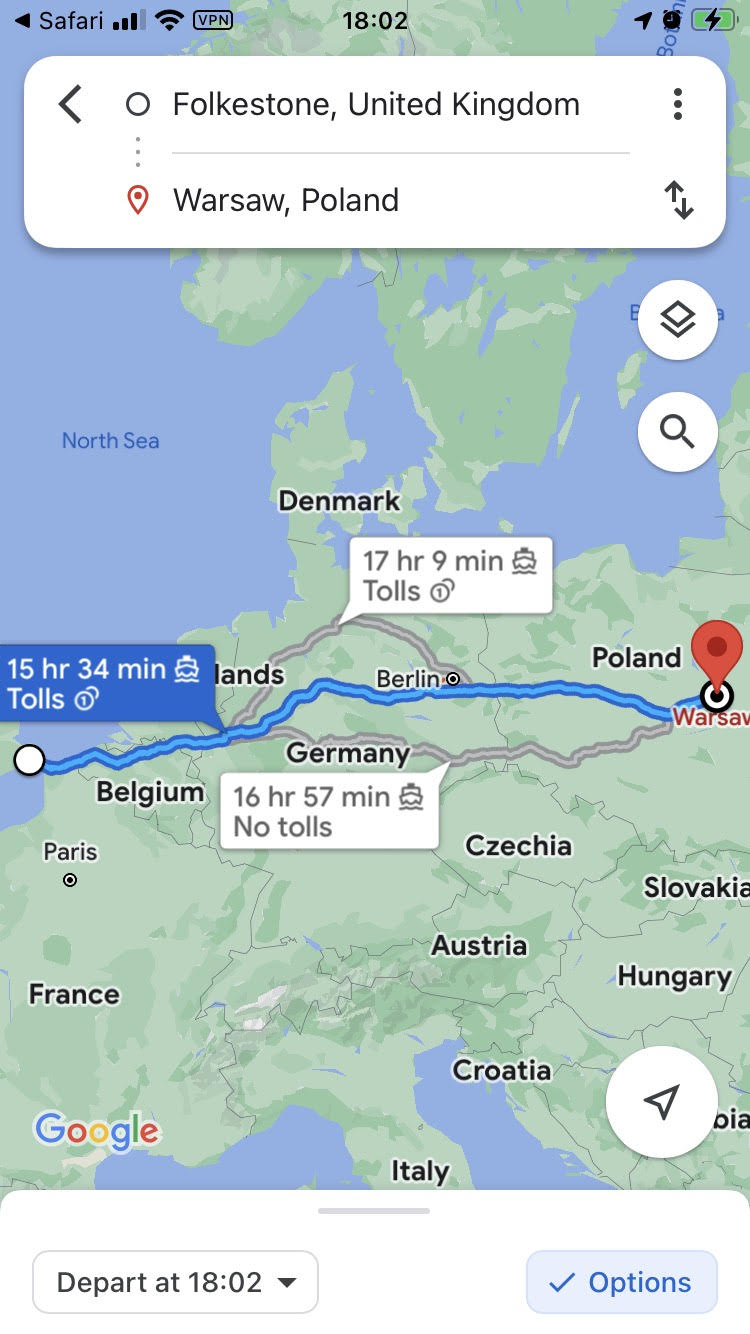 Safari
VPN
18:02
Folkestone, United Kingdom
Warsaw, Poland
North Sea
Denmark
17 hr 9 min
Tolls
Poland
15 hr 34 min
Tolls
lands
Berlin
Warsaw
Germany
Belgium
16 hr 57 min
No tolls
Paris
Czechia
Slovakia
Austria
France
Hungary
Croatia
bia
Google
Italy
Depart at 18:02
Options